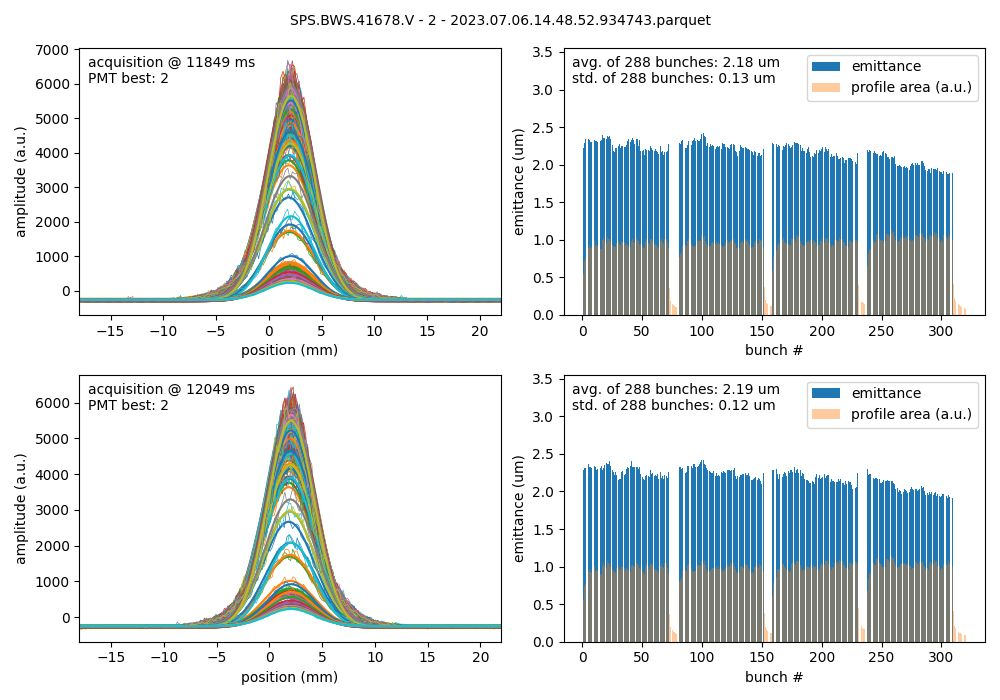 SPS.BWS.41678.V - 2 - 2023.07.06.14.48.52.934743.parquet
acquisition @ 11849 ms
PMT best: 2
amplitude (a.u.)
7000
6000
5000
4000
3000
2000
1000
0
−15 −10 −5 0 5 10 15 20
position (mm)
avg. of 288 bunches: 2.18 um
std. of 288 bunches: 0.13 um
emittance
profile area (a.u.)
emittance (um)
3.5
3.0
2.5
2.0
1.5
1.0
0.5
0.0
0 50 100 150 200 250 300
bunch #
acquisition @ 12049 ms
PMT best: 2
amplitude (a.u.)
6000
5000
4000
3000
2000
1000
0
−15 −10 −5 0 5 10 15 20
position (mm)
avg. of 288 bunches: 2.19 um
std. of 288 bunches: 0.12 um
emittance
profile area (a.u.)
emittance (um)
3.5
3.0
2.5
2.0
1.5
1.0
0.5
0.0
0 50 100 150 200 250 300
bunch #